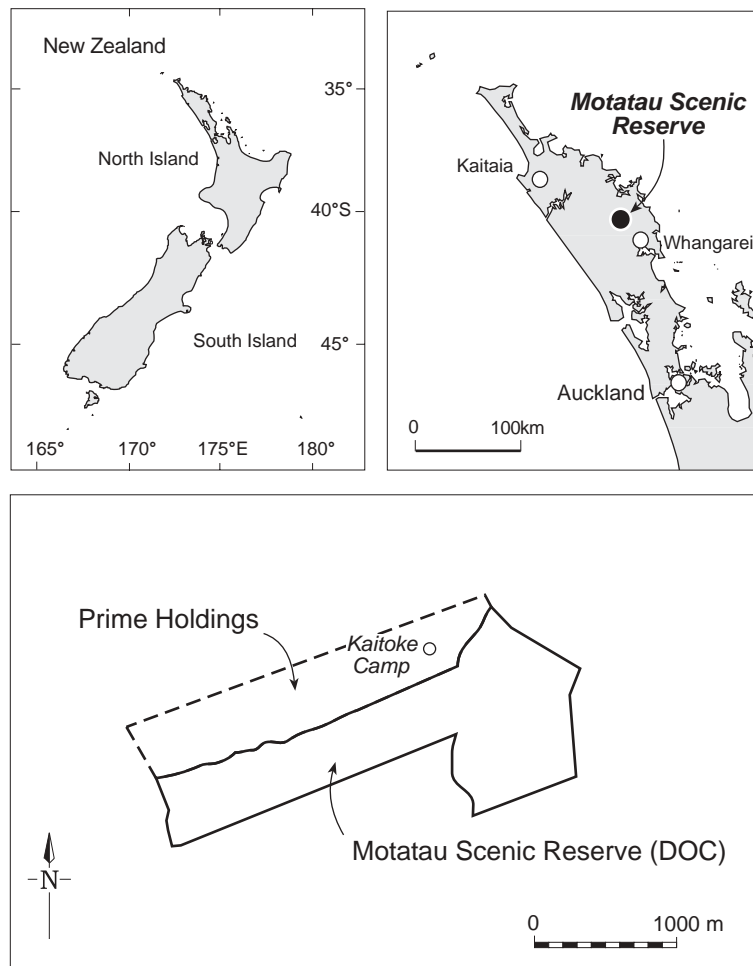 New Zealand
35°
North Island
40°S
South Island
45°
165°
170°
175°E
180°
Motatau Scenic
Reserve
Kaitaia
Whangarei
Auckland
0
100km
Prime Holdings
Kaitoke
Camp
Motatau Scenic Reserve (DOC)
N
0
1000 m